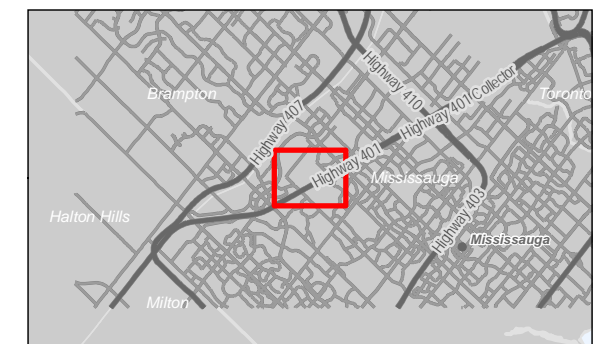 Highway 410
Brampton
Highway 401 Collector
Toronto
Highway 407
Highway 401
Mississauga
Highway 403
Halton Hills
Mississauga
Milton